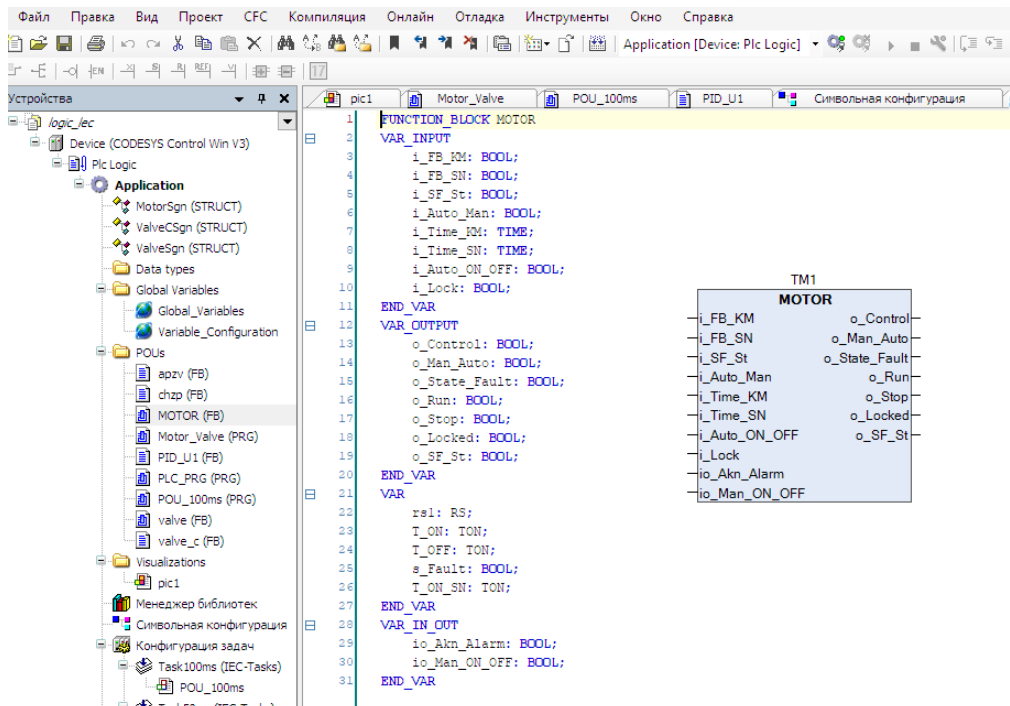 Файл Правка Вид Проект CFC Компиляция Онлайн Отладка Инструменты Окно Справка
Application [Device: Plc Logic]
Устройства
logic_lec
Device (CODESYS Control Win V3)
Plc Logic
Application
MotorSgn (STRUCT)
ValveCSgn (STRUCT)
ValveSgn (STRUCT)
Data types
Global Variables
Global_Variables
Variable_Configuration
POUs
apzv (FB)
chzp (FB)
MOTOR (FB)
Motor_Valve (PRG)
PID_U1 (FB)
PLC_PRG (PRG)
POU_100ms (PRG)
valve (FB)
valve_c (FB)
Visualizations
pic1
Менеджер библиотек
Символьная конфигурация
Конфигурация задач
Task100ms (IEC-Tasks)
POU_100ms
pic1 Motor_Valve POU_100ms PID_U1 Символьная конфигурация
1 FUNCTION_BLOCK MOTOR
2 VAR_INPUT
3 i_FB_KM: BOOL;
4 i_FB_SN: BOOL;
5 i_SF_St: BOOL;
6 i_Auto_Man: BOOL;
7 i_Time_KM: TIME;
8 i_Time_SN: TIME;
9 i_Auto_ON_OFF: BOOL;
10 i_Lock: BOOL;
11 END_VAR
12 VAR_OUTPUT
13 o_Control: BOOL;
14 o_Man_Auto: BOOL;
15 o_State_Fault: BOOL;
16 o_Run: BOOL;
17 o_Stop: BOOL;
18 o_Locked: BOOL;
19 o_SF_St: BOOL;
20 END_VAR
21 VAR
22 rs1: RS;
23 T_ON: TON;
24 T_OFF: TON;
25 s_Fault: BOOL;
26 T_ON_SN: TON;
27 END_VAR
28 VAR_IN_OUT
29 io_Akn_Alarm: BOOL;
30 io_Man_ON_OFF: BOOL;
31 END_VAR
TM1
MOTOR
i_FB_KM o_Control
i_FB_SN o_Man_Auto
i_SF_St o_State_Fault
i_Auto_Man o_Run
i_Time_KM o_Stop
i_Time_SN o_Locked
i_Auto_ON_OFF o_SF_St
i_Lock
io_Akn_Alarm
io_Man_ON_OFF